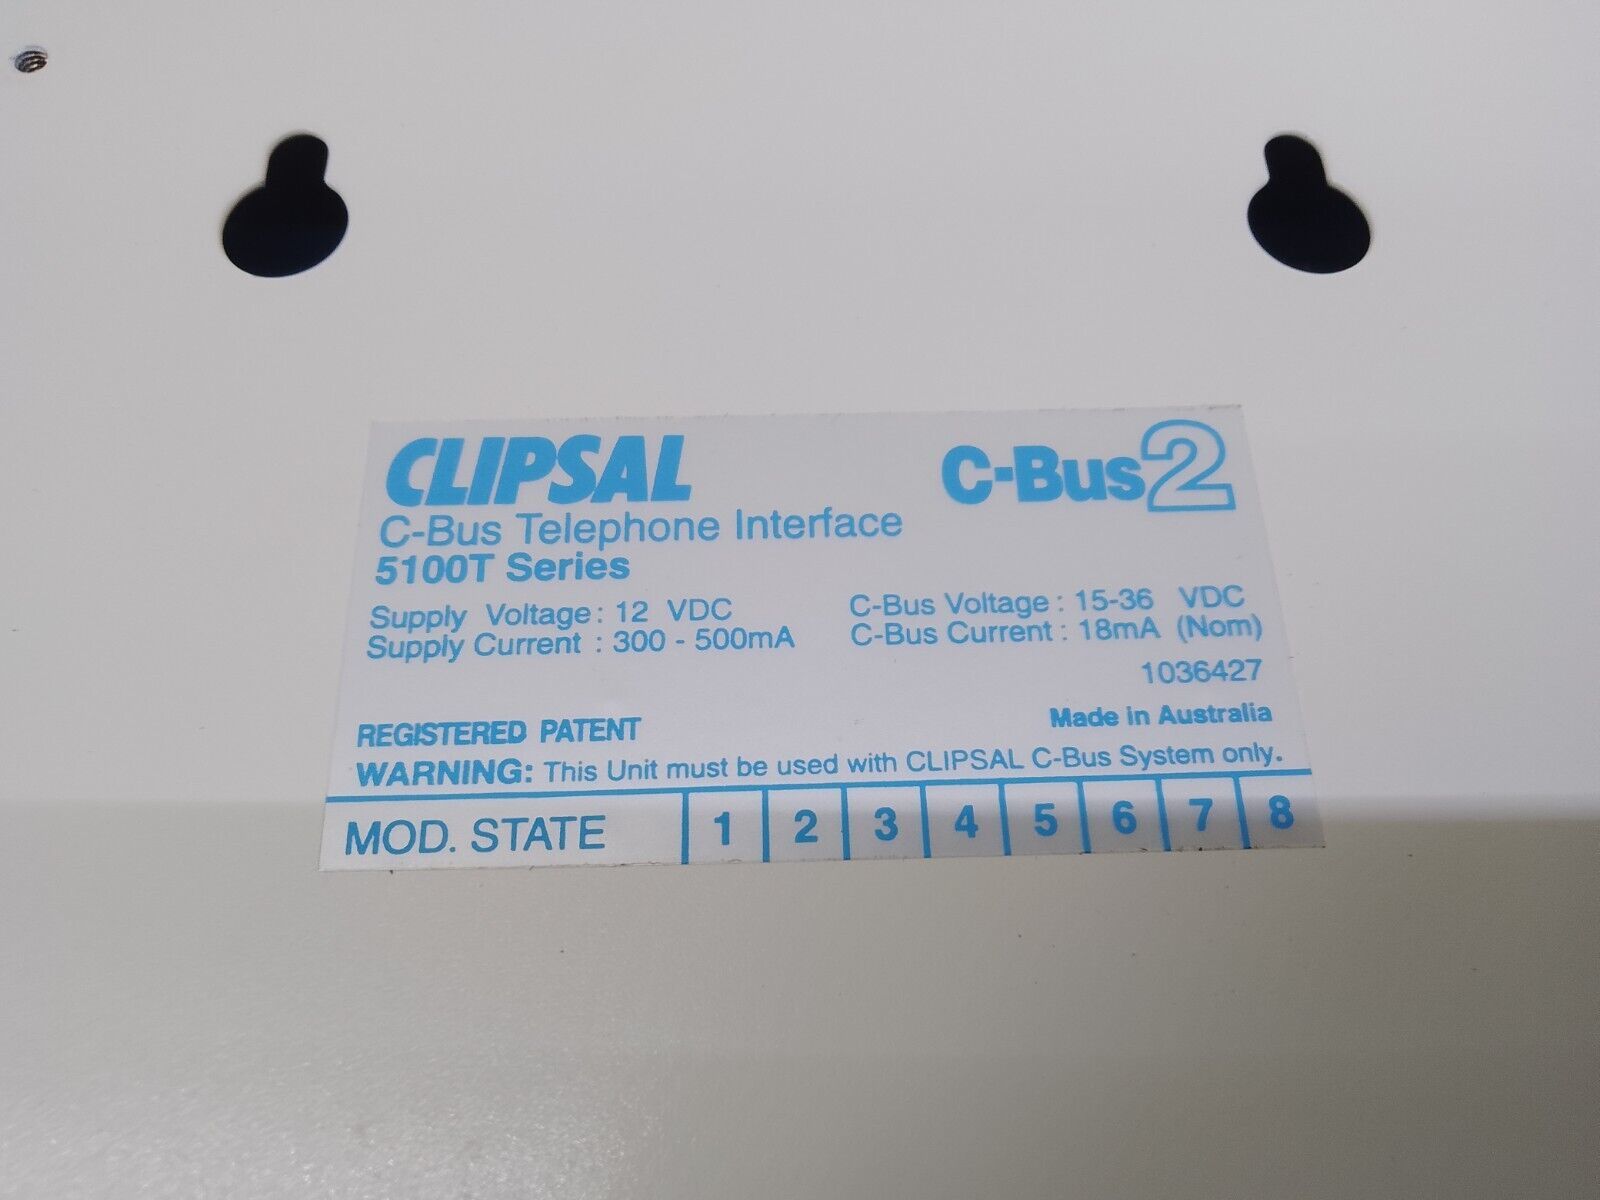 CLIPSAL C-Bus2
C-Bus Telephone Interface
5100T Series
Supply Voltage : 12 VDC C-Bus Voltage : 15-36 VDC
Supply Current : 300 - 500mA C-Bus Current : 18mA (Nom)
1036427
REGISTERED PATENT Made in Australia
WARNING: This Unit must be used with CLIPSAL C-Bus System only.
MOD. STATE 1 2 3 4 5 6 7 8